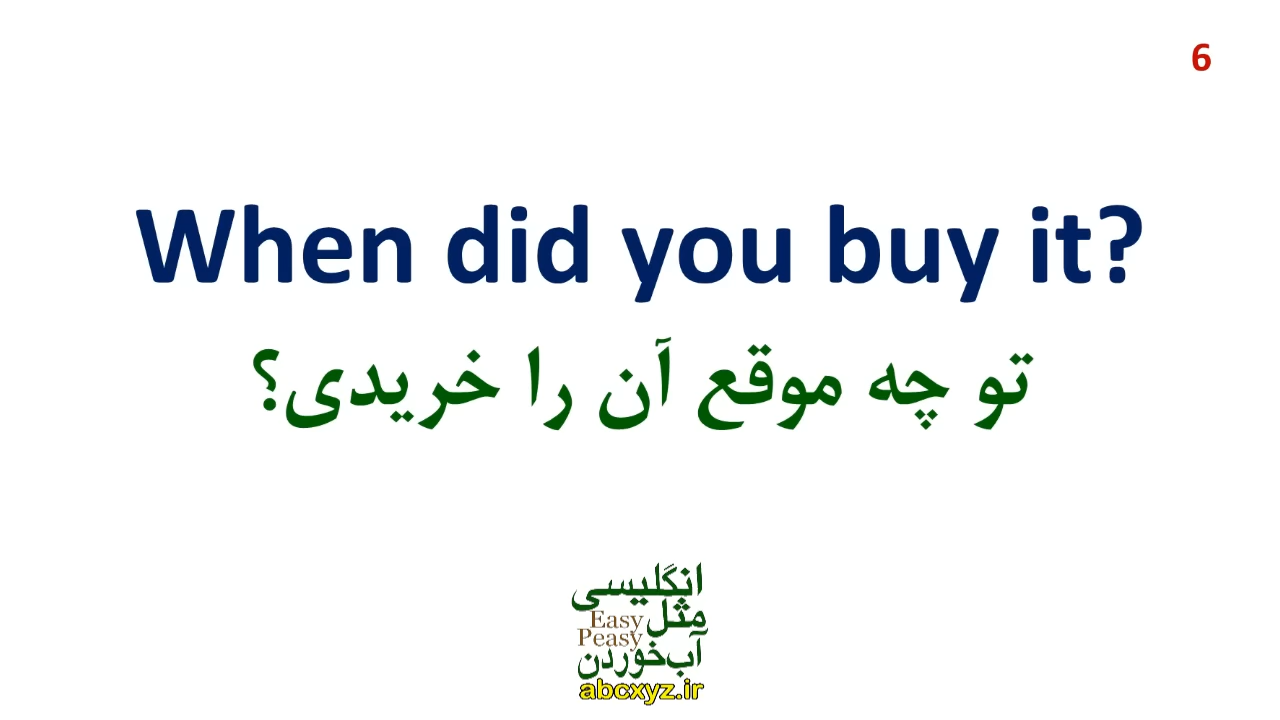 6
When did you buy it?
تو چه موقع آن را خریدی؟
انگلیسی
مثل
Easy
Peasy
آب‌خوردن
abcxyz.ir